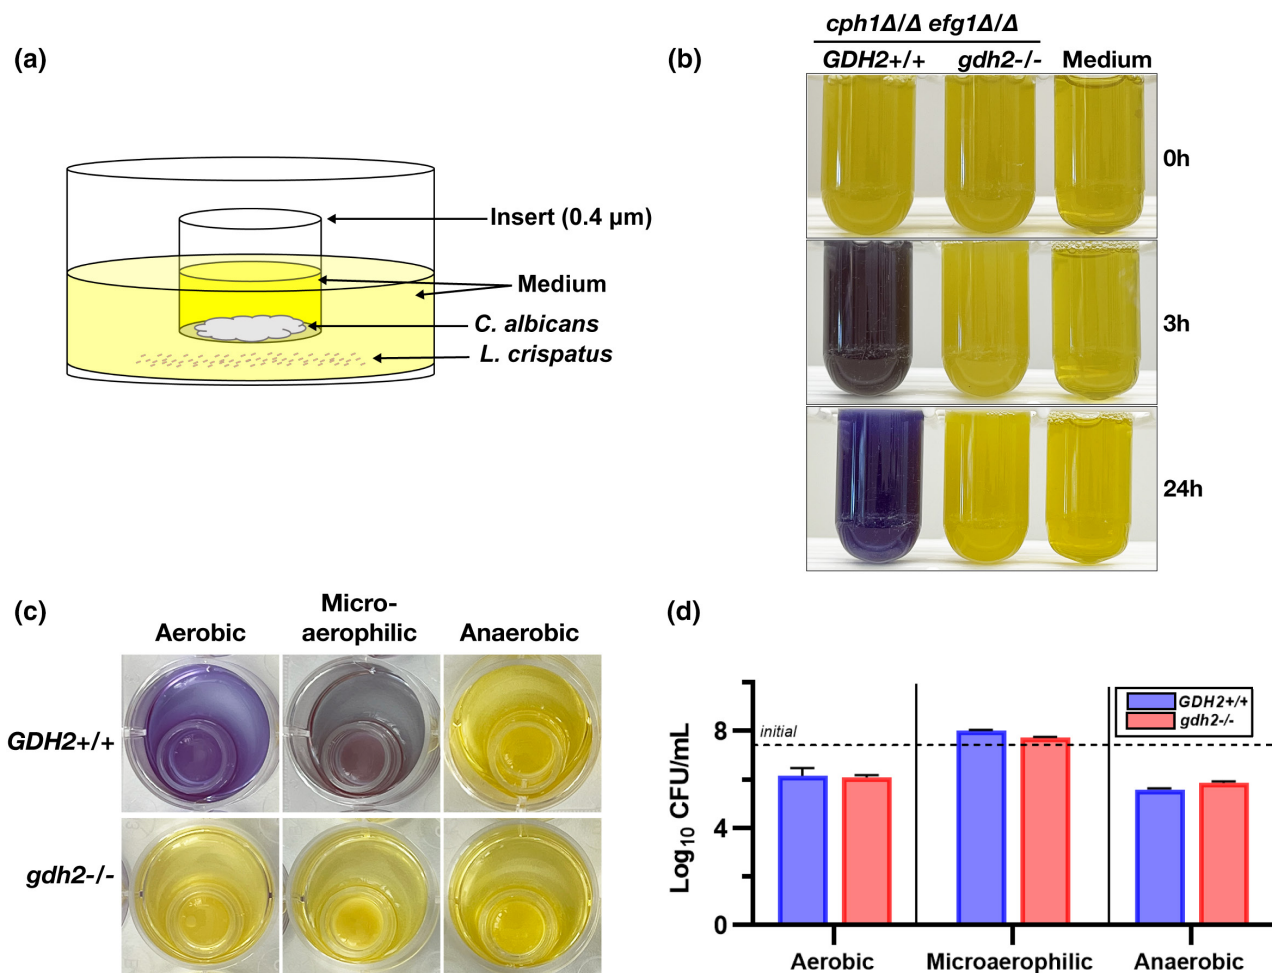 (a)
Insert (0.4 µm)
Medium
C. albicans
L. crispatus
(b)
cph1Δ/Δ efg1Δ/Δ
GDH2+/+ gdh2-/- Medium
0h
3h
24h
(c)
Aerobic
Micro-
aerophilic
Anaerobic
GDH2+/+
gdh2-/-
(d)
Log10 CFU/mL
8
4
0
initial
GDH2+/+
gdh2-/-
Aerobic Microaerophilic Anaerobic